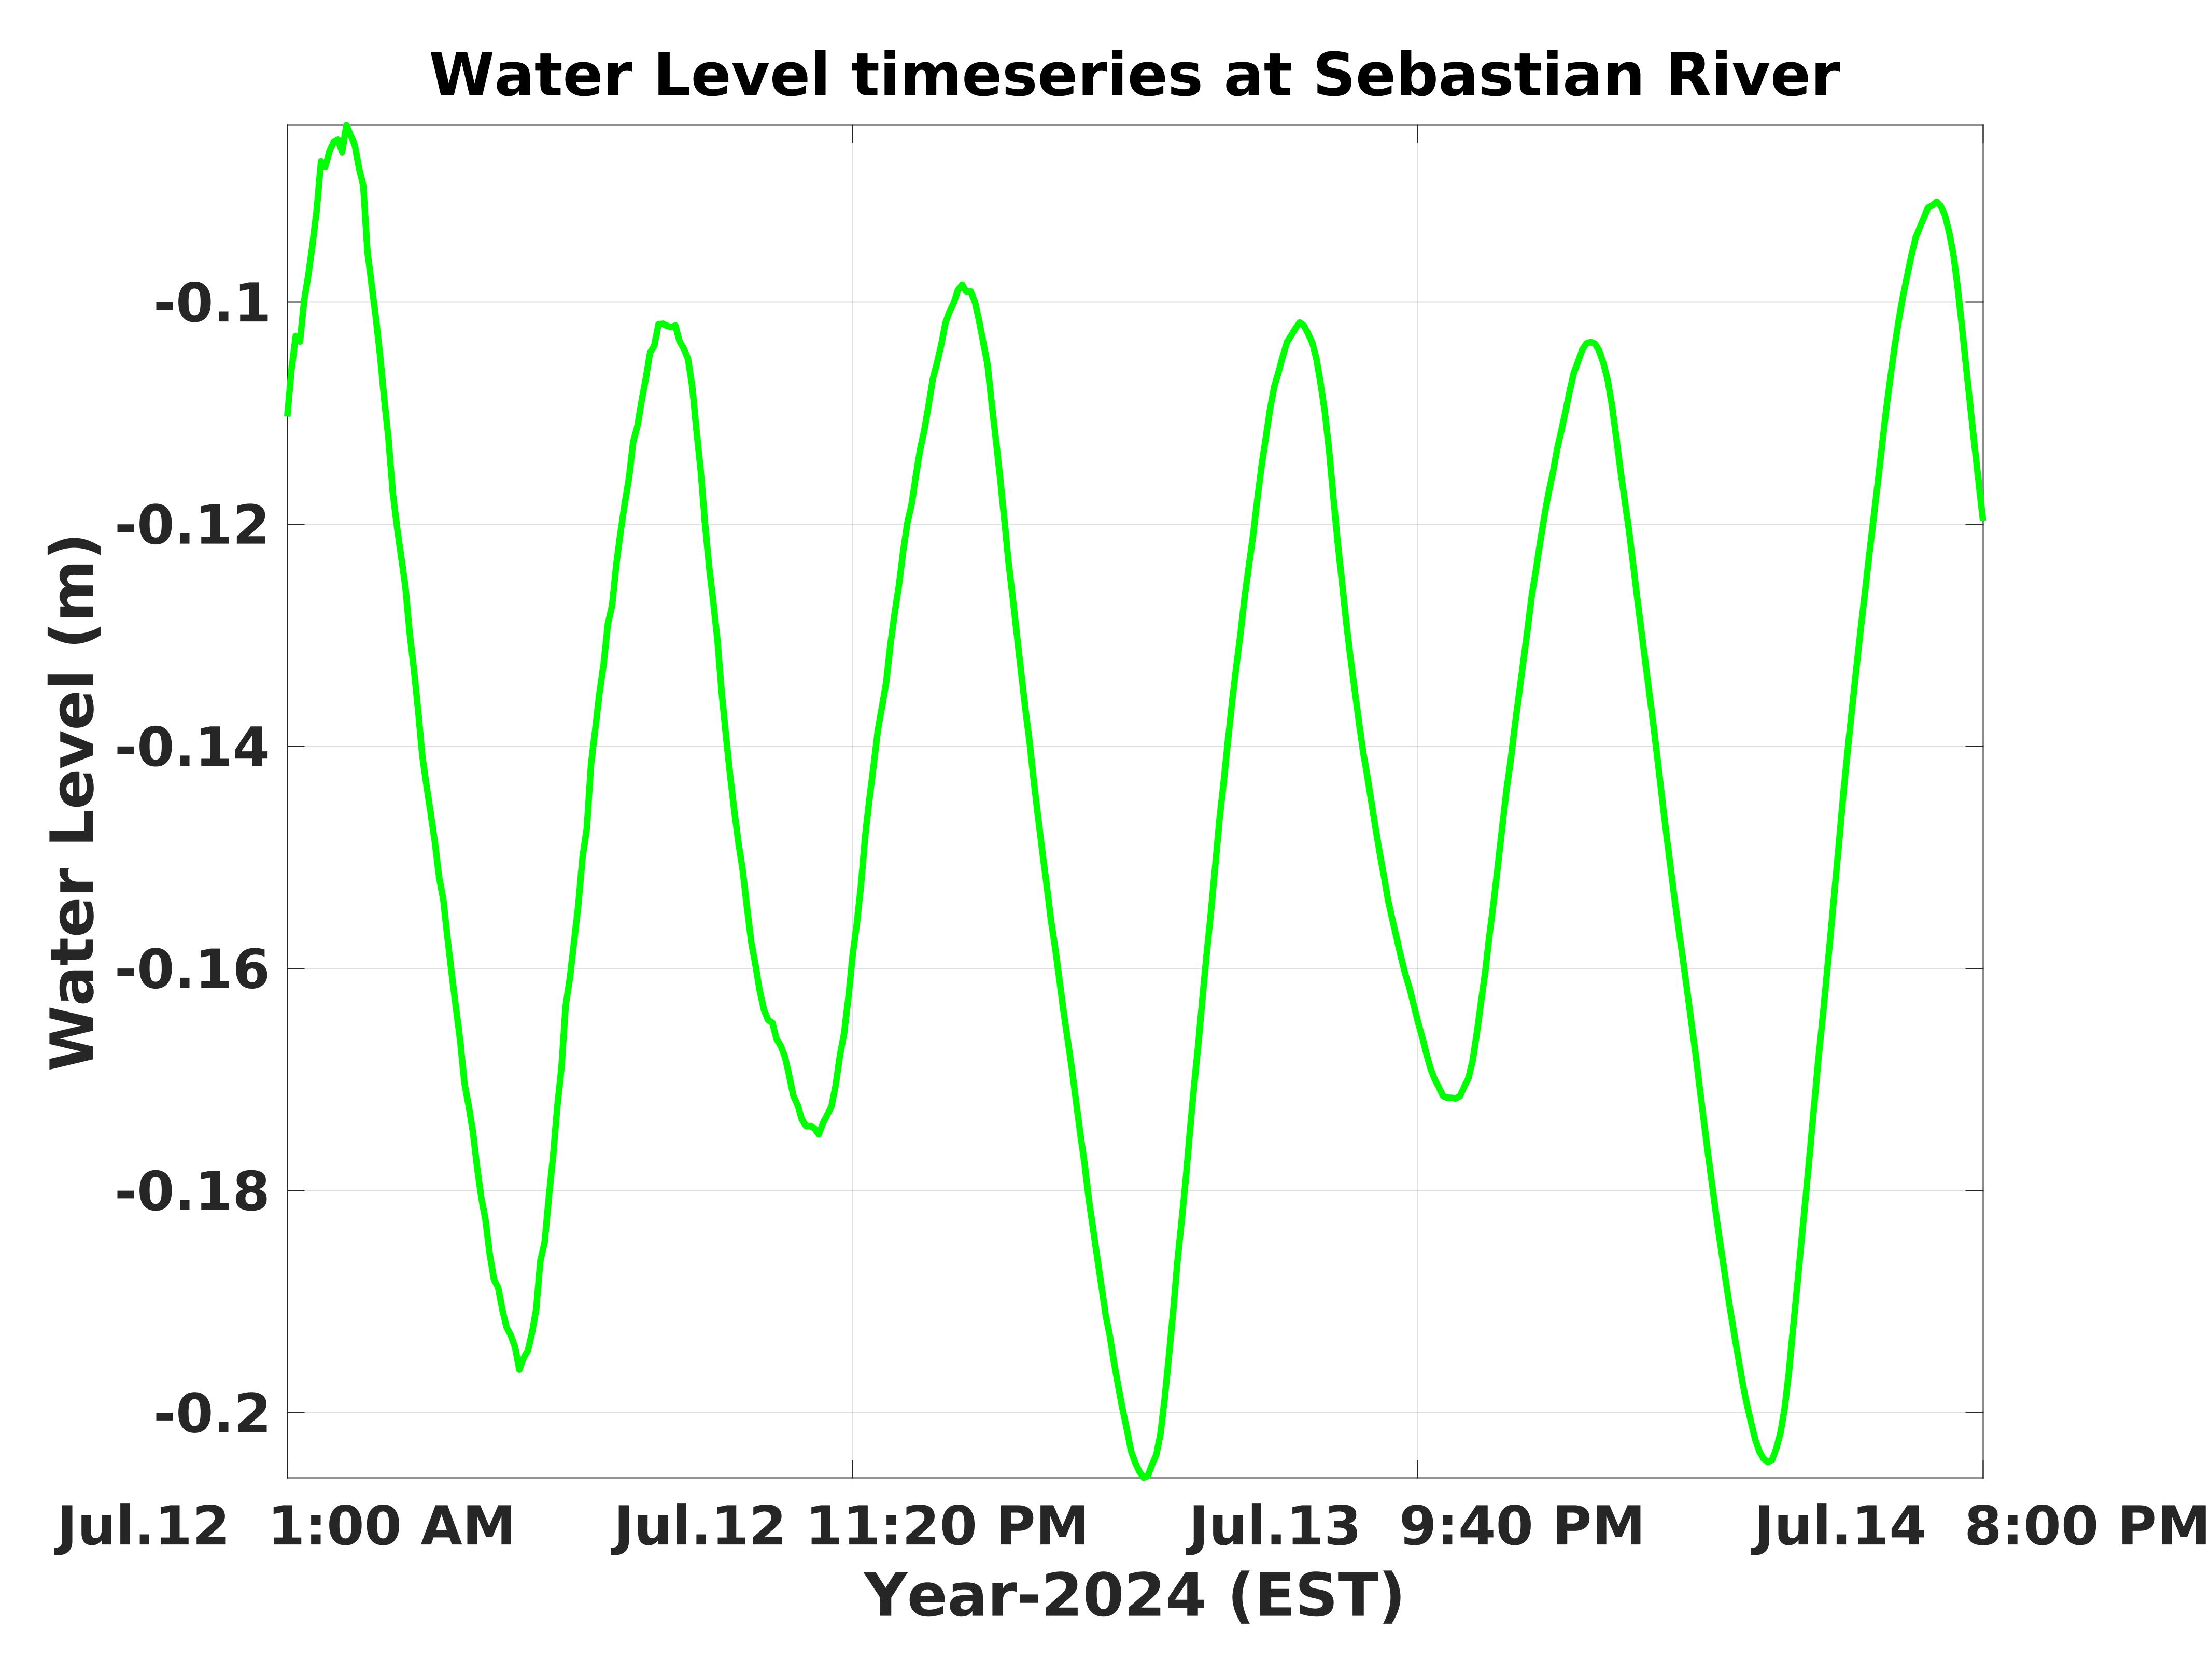 Water Level timeseries at Sebastian River
Water Level (m)
-0.1
-0.12
-0.14
-0.16
-0.18
-0.2
Jul.12 1:00 AM
Jul.12 11:20 PM
Jul.13 9:40 PM
Jul.14 8:00 PM
Year-2024 (EST)